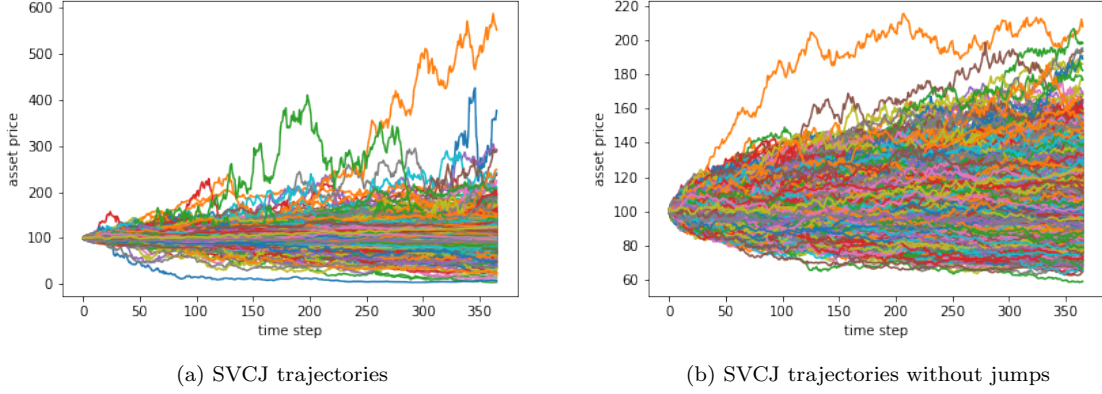 600
500
400
300
200
100
0
asset price
0 50 100 150 200 250 300 350
time step
(a) SVCJ trajectories
220
200
180
160
140
120
100
80
60
asset price
0 50 100 150 200 250 300 350
time step
(b) SVCJ trajectories without jumps